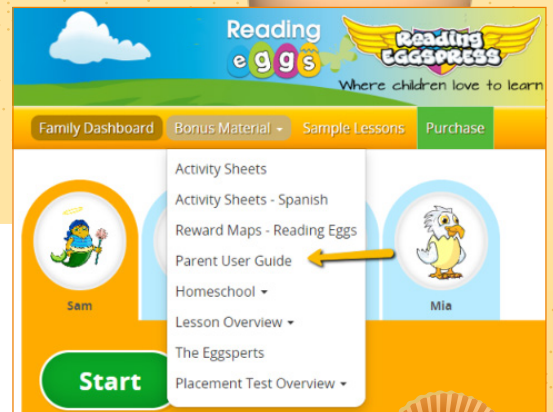 Reading
eggs
Reading
EGGSPRESS
Where children love to learn
Family Dashboard Bonus Material Sample Lessons Purchase
Activity Sheets
Activity Sheets - Spanish
Reward Maps - Reading Eggs
Parent User Guide
Homeschool
Lesson Overview
The Eggsperts
Placement Test Overview
Sam
Mia
Start